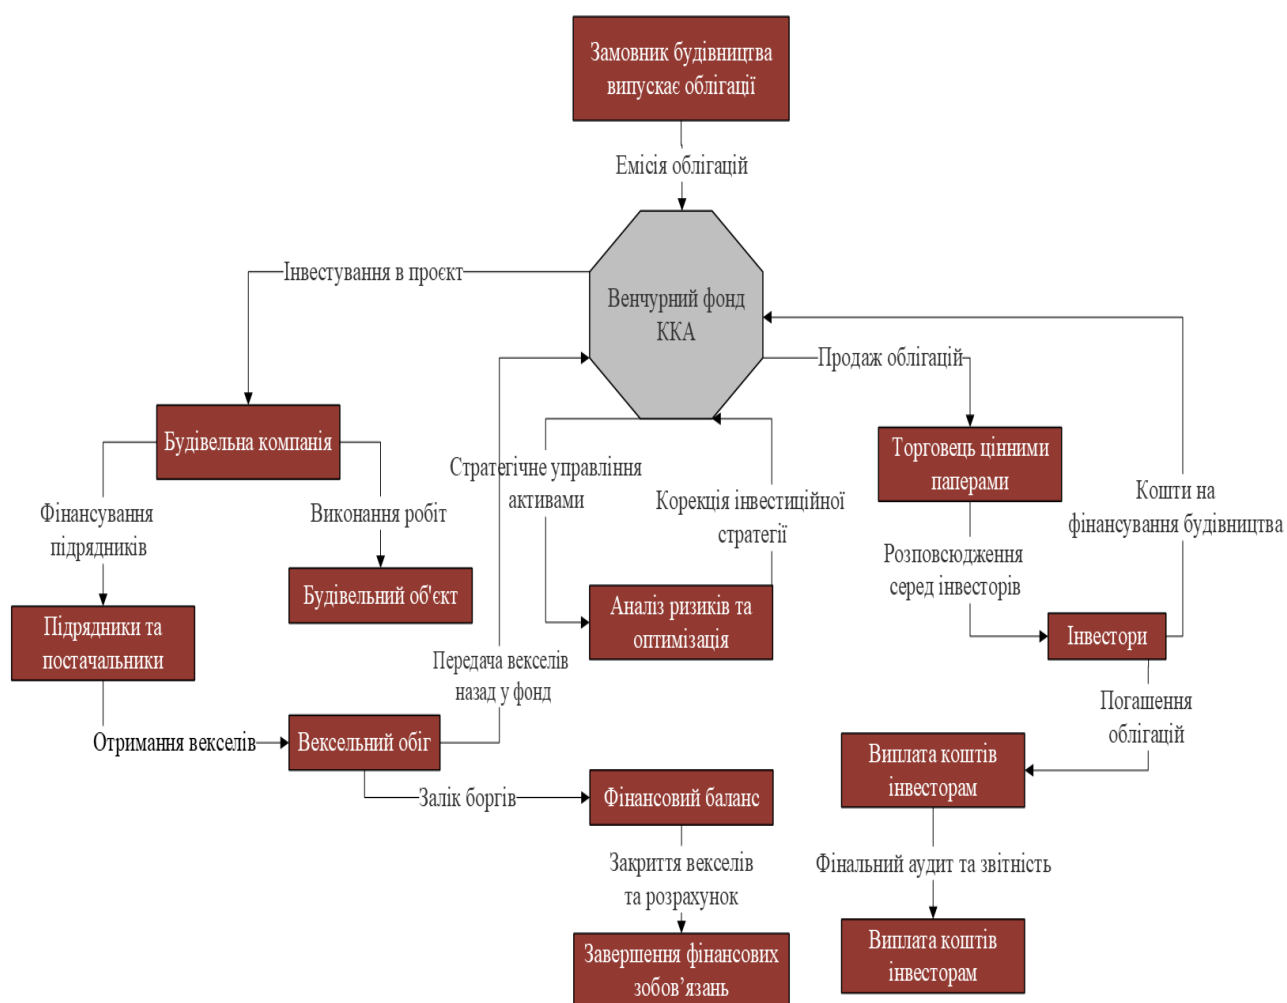 Замовник будівництва
випускає облігації
Емісія облігацій
Інвестування в проєкт
Венчурний фонд
ККА
Продаж облігацій
Будівельна компанія
Стратегічне управління
активами
Корекція інвестиційної
стратегії
Торговець цінними
паперами
Кошти на
фінансування будівництва
Фінансування
підрядників
Виконання робіт
Розповсюдження
серед інвесторів
Будівельний об'єкт
Підрядники та
постачальники
Аналіз ризиків та
оптимізація
Інвестори
Передача векселів
назад у фонд
Погашення
облігацій
Отримання векселів
Вексельний обіг
Виплата коштів
інвесторам
Залік боргів
Фінансовий баланс
Закриття векселів
та розрахунок
Фінальний аудит та звітність
Завершення фінансових
зобов’язань
Виплата коштів
інвесторам